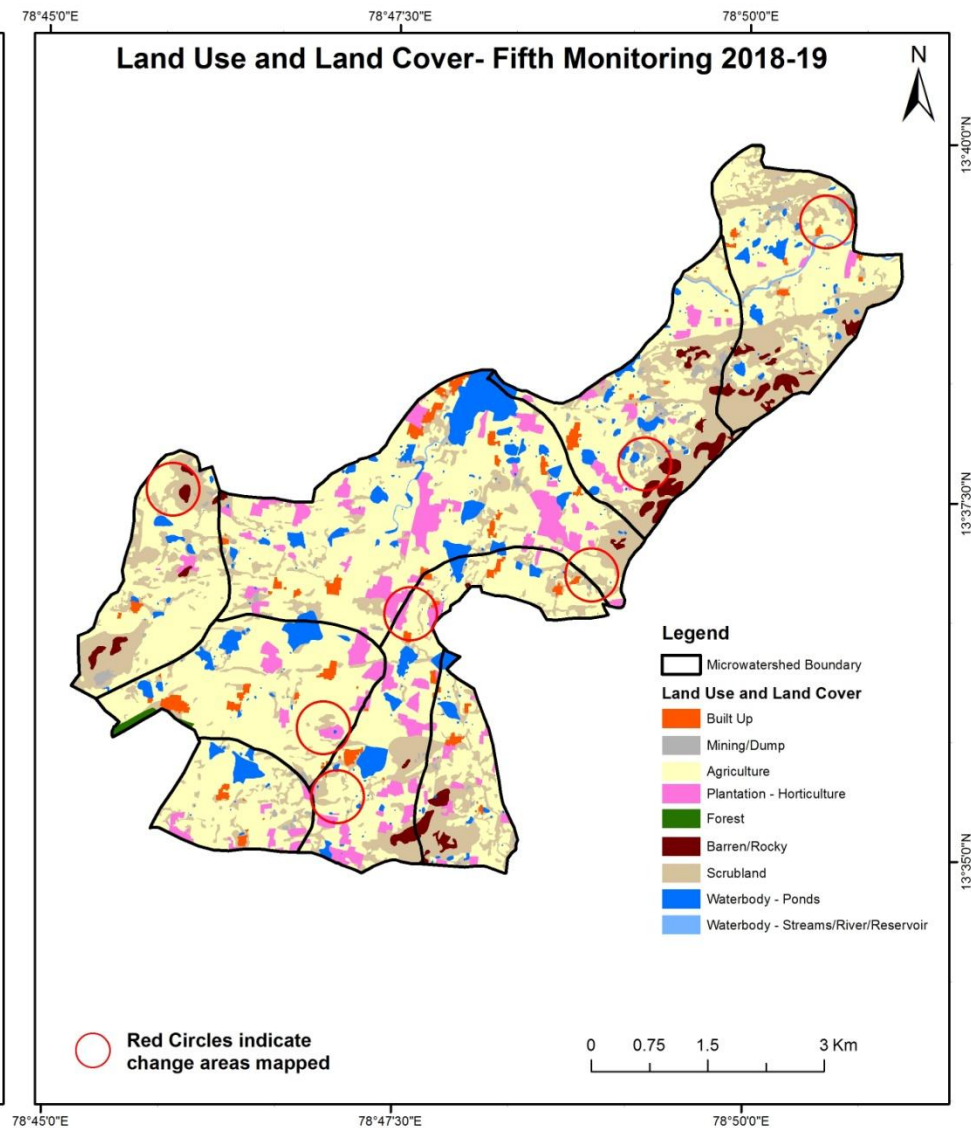 78°45'0"E 78°47'30"E 78°50'0"E
Land Use and Land Cover- Fifth Monitoring 2018-19
N
13°40'0"N
13°37'30"N
Legend
Microwatershed Boundary
Land Use and Land Cover
Built Up
Mining/Dump
Agriculture
Plantation - Horticulture
Forest
Barren/Rocky
Scrubland
Waterbody - Ponds
Waterbody - Streams/River/Reservoir
13°35'0"N
Red Circles indicate
change areas mapped
0 0.75 1.5 3 Km
78°45'0"E 78°47'30"E 78°50'0"E